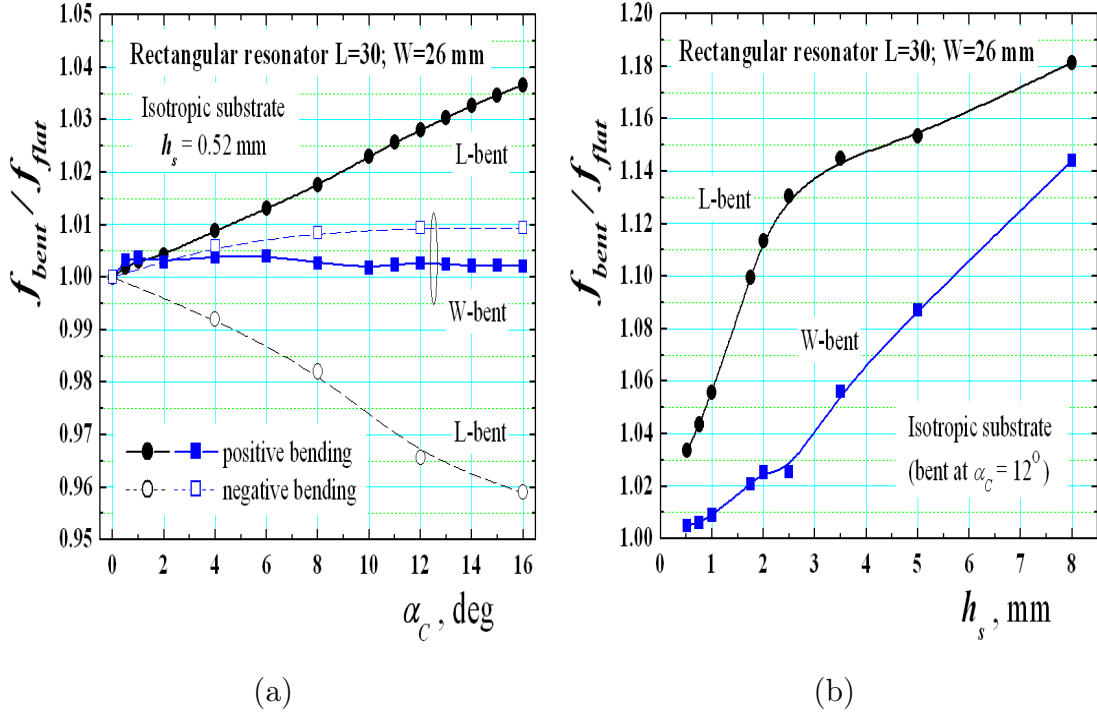 Rectangular resonator L=30; W=26 mm
Isotropic substrate
h_s = 0.52 mm
L-bent
W-bent
L-bent
positive bending
negative bending
1.05
1.04
1.03
1.02
1.01
1.00
0.99
0.98
0.97
0.96
0.95
f_bent / f_flat
0 2 4 6 8 10 12 14 16
α_C , deg
(a)
Rectangular resonator L=30; W=26 mm
L-bent
W-bent
Isotropic substrate
(bent at α_C = 12⁰)
1.20
1.18
1.16
1.14
1.12
1.10
1.08
1.06
1.04
1.02
1.00
f_bent / f_flat
0 1 2 3 4 5 6 7 8
h_s , mm
(b)